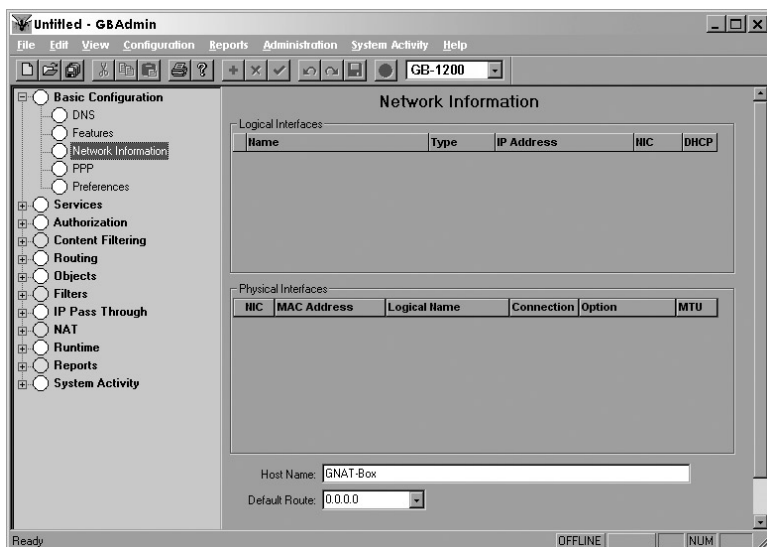 Untitled - GBAdmin
File Edit View Configuration Reports Administration System Activity Help
GB-1200
Basic Configuration
DNS
Features
Network Information
PPP
Preferences
Services
Authorization
Content Filtering
Routing
Objects
Filters
IP Pass Through
NAT
Runtime
Reports
System Activity
Network Information
Logical Interfaces
Name Type IP Address NIC DHCP
Physical Interfaces
NIC MAC Address Logical Name Connection Option MTU
Host Name: GNAT-Box
Default Route: 0.0.0.0
Ready OFFLINE NUM